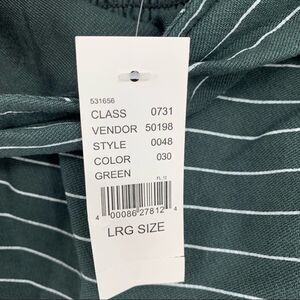 531656
CLASS 0731
VENDOR 50198
STYLE 0048
COLOR 030
GREEN
4 00086 27812 4
LRG SIZE